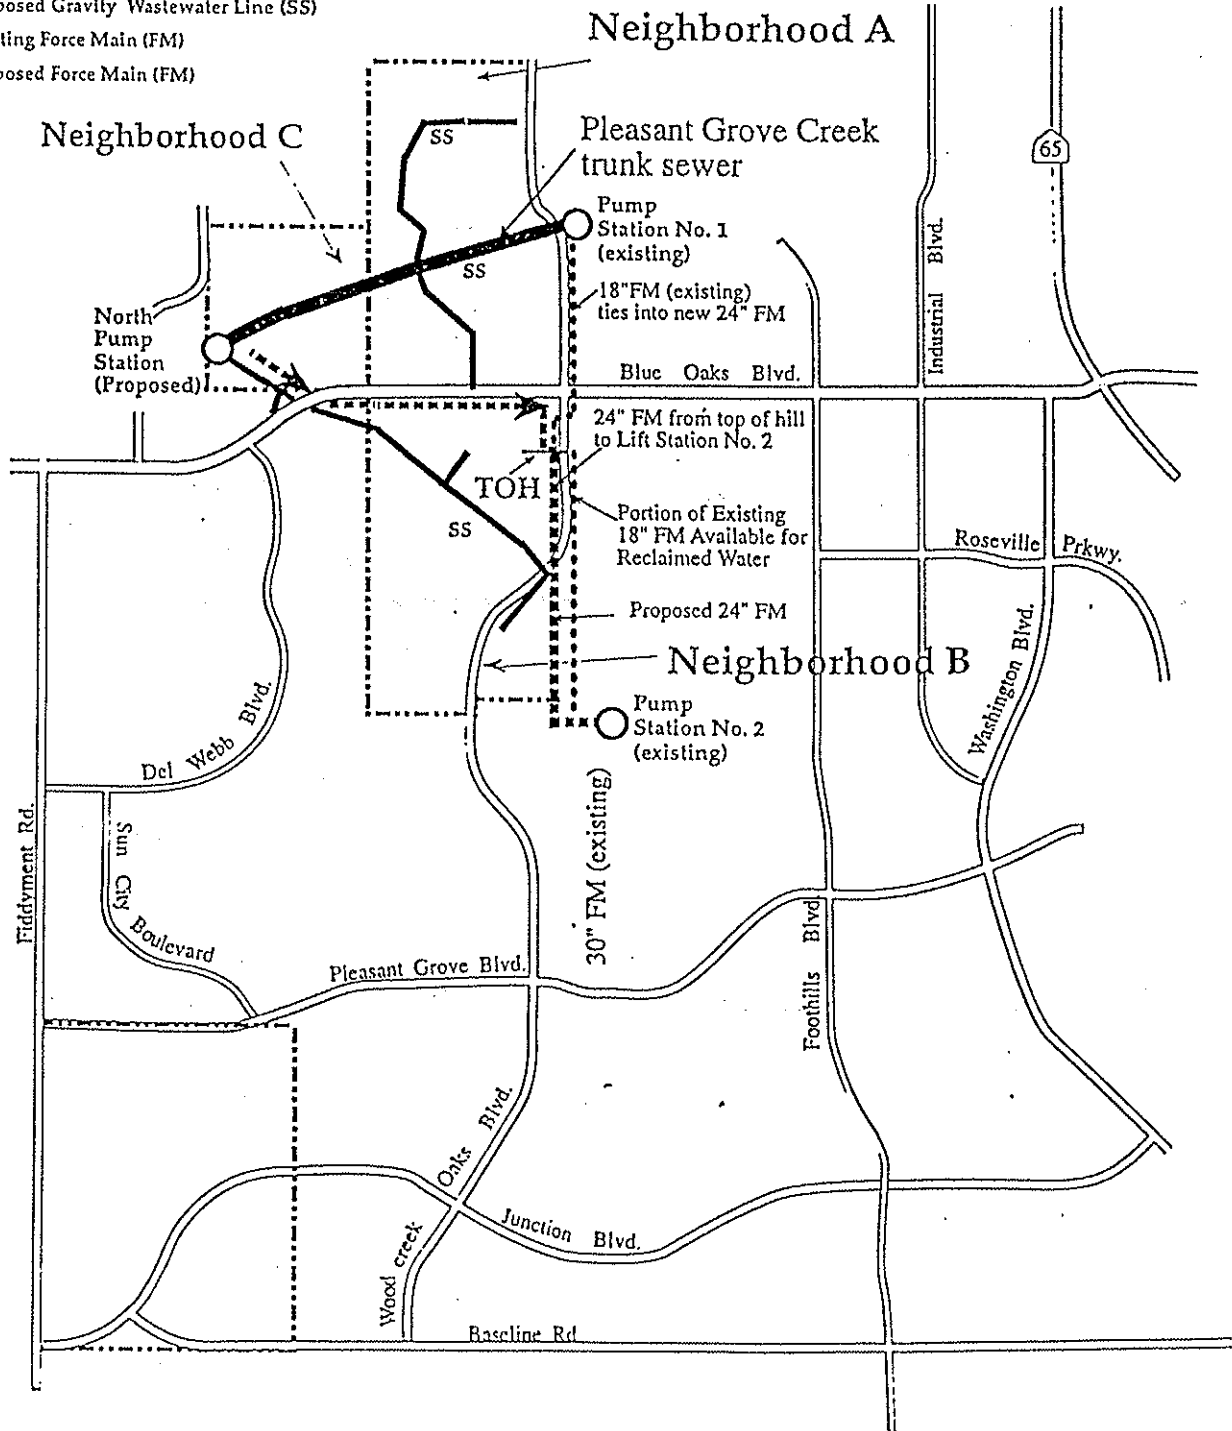 posed Gravity Wastewater Line (SS)
ting Force Main (FM)
posed Force Main (FM)
Neighborhood A
Neighborhood C
SS
Pleasant Grove Creek
trunk sewer
65
Pump
Station No. 1
(existing)
SS
Industrial Blvd.
18"FM (existing)
ties into new 24" FM
North
Pump
Station
(Proposed)
Blue Oaks Blvd.
24" FM from top of hill
to Lift Station No. 2
TOH
SS
Portion of Existing
18" FM Available for
Reclaimed Water
Roseville Prkwy.
Proposed 24" FM
Washington Blvd.
Neighborhood B
Pump
Station No. 2
(existing)
Del Webb Blvd.
30" FM (existing)
Fiddyment Rd.
Sun City Boulevard
Pleasant Grove Blvd.
Foothills Blvd.
Wood creek Oaks Blvd.
Junction Blvd.
Baseline Rd